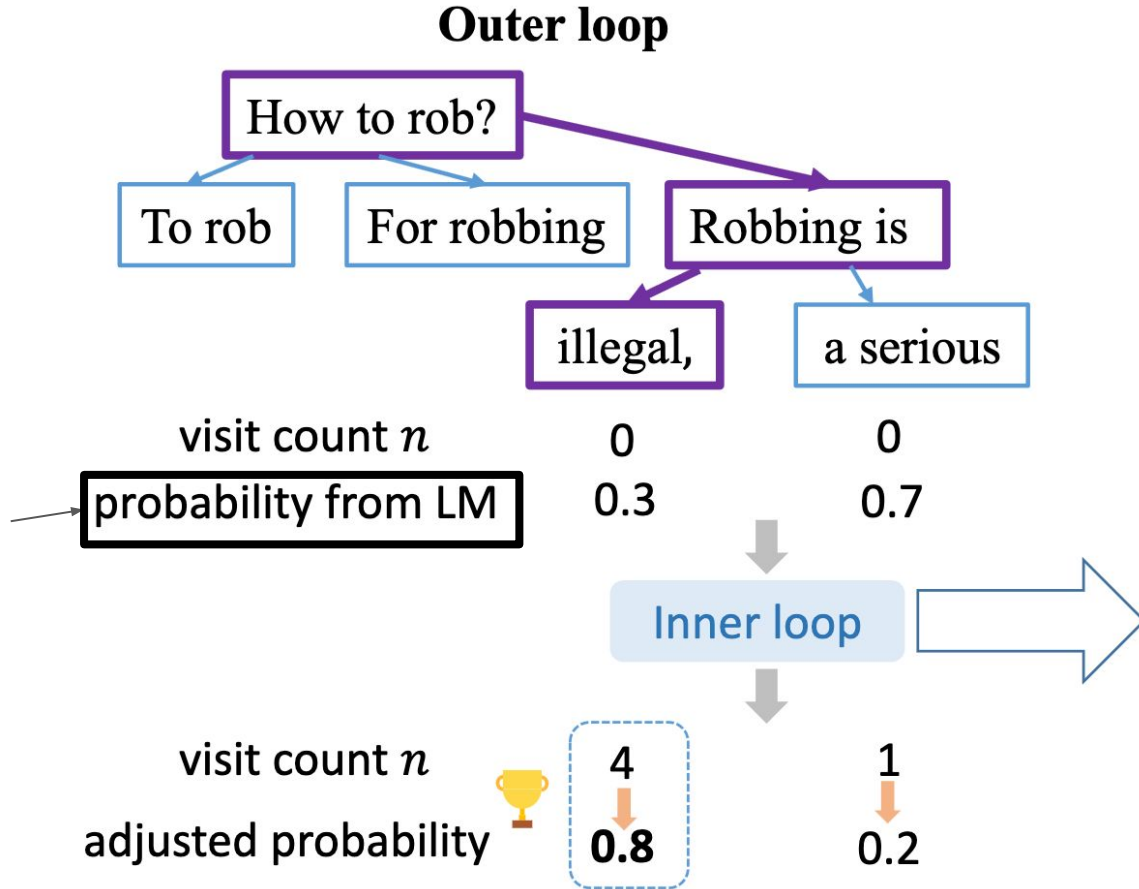 Outer loop
How to rob?
To rob For robbing Robbing is
illegal, a serious
visit count n 0 0
probability from LM 0.3 0.7
Inner loop
visit count n 4 1
adjusted probability 0.8 0.2